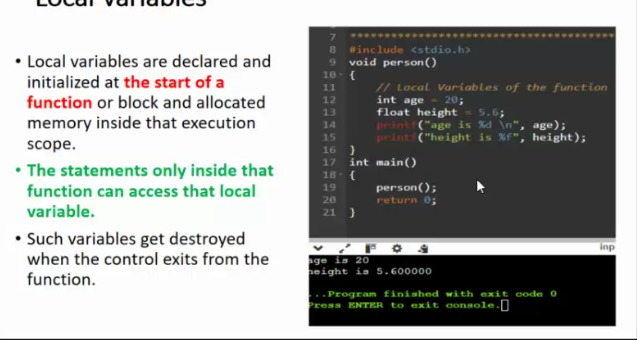 Local Variables
• Local variables are declared and
initialized at the start of a
function or block and allocated
memory inside that execution
scope.
• The statements only inside that
function can access that local
variable.
• Such variables get destroyed
when the control exits from the
function.
7 ******************************************
8 #include <stdio.h>
9 void person()
10 {
11 // Local Variables of the function
12 int age = 20;
13 float height = 5.6;
14 printf("age is %d \n", age);
15 printf("height is %f", height);
16 }
17 int main()
18 {
19 person();
20 return 0;
21 }
inp
age is 20
height is 5.600000
...Program finished with exit code 0
Press ENTER to exit console.